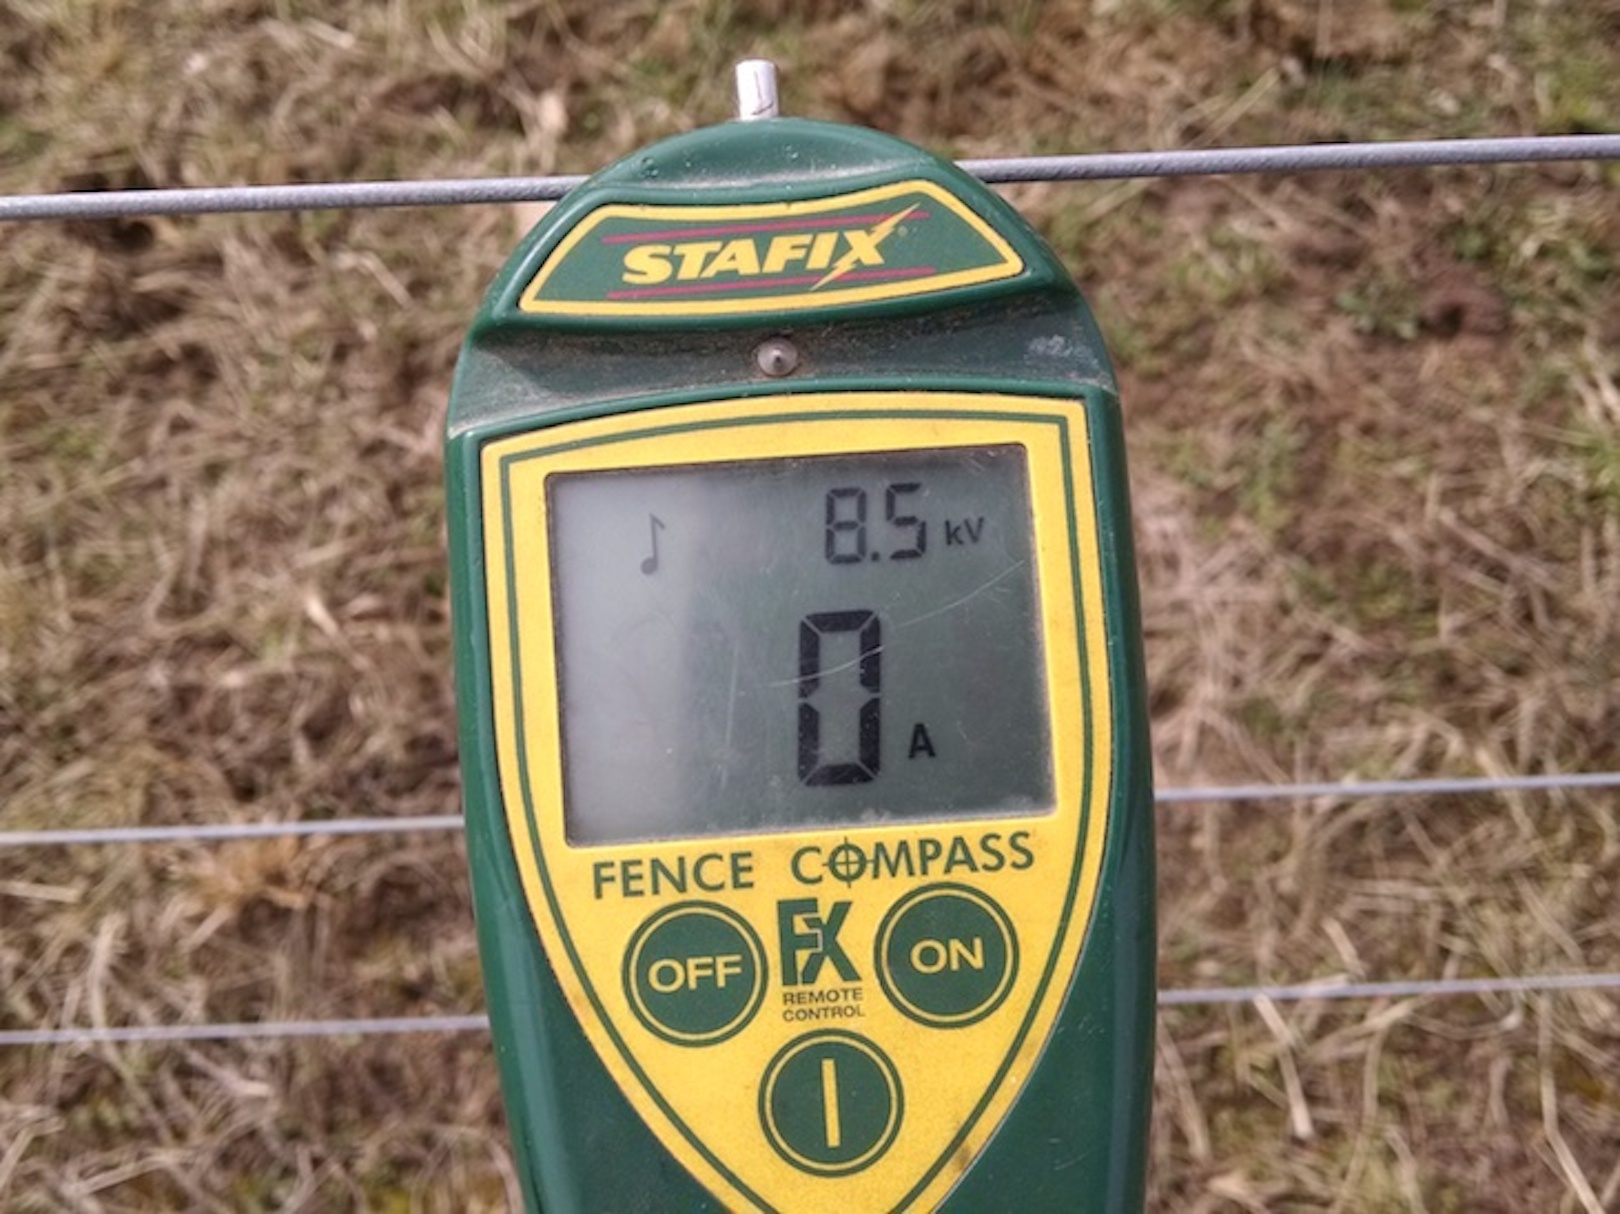 STAFIX®
8.5 kV
0 A
FENCE COMPASS
OFF FX ON
REMOTE
CONTROL